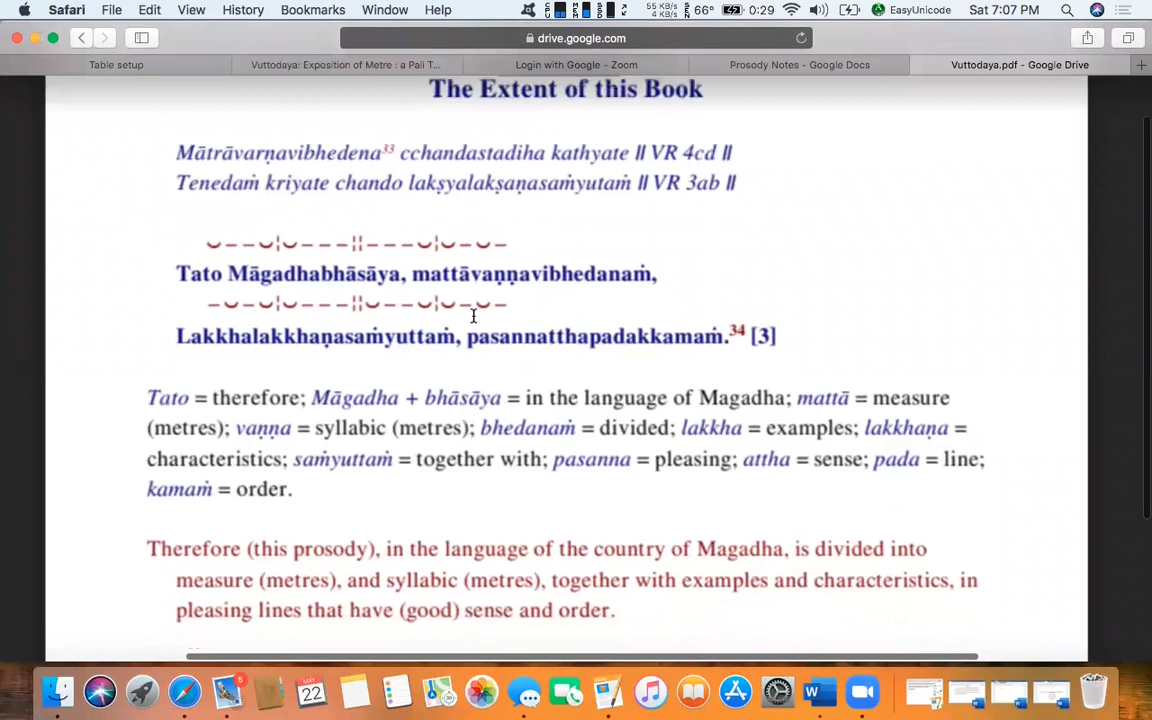 Safari File Edit View History Bookmarks Window Help 55 KB/s 4 KB/s 66° 0:29 EasyUnicode Sat 7:07 PM
drive.google.com
Table setup Vuttodaya: Exposition of Metre : a Pali T... Login with Google - Zoom Prosody Notes - Google Docs Vuttodaya.pdf - Google Drive
The Extent of this Book
Mātrāvarṇavibhedena³³ cchandastadiha kathyate ǁ VR 4cd ǁ
Tenedaṁ kriyate chando lakṣyalakṣaṇasaṁyutaṁ ǁ VR 3ab ǁ
⏑−−⏑¦⏑−−−¦¦−−−⏑¦⏑−⏑−
Tato Māgadhabhāsāya, mattāvaṇṇavibhedanaṁ,
−⏑−⏑¦⏑−−−¦¦⏑−−⏑¦⏑−⏑−
Lakkhalakkhaṇasaṁyuttaṁ, pasannatthapadakkamaṁ.³⁴ [3]
Tato = therefore; Māgadha + bhāsāya = in the language of Magadha; mattā = measure
(metres); vaṇṇa = syllabic (metres); bhedanaṁ = divided; lakkha = examples; lakkhaṇa =
characteristics; saṁyuttaṁ = together with; pasanna = pleasing; attha = sense; pada = line;
kamaṁ = order.
Therefore (this prosody), in the language of the country of Magadha, is divided into
measure (metres), and syllabic (metres), together with examples and characteristics, in
pleasing lines that have (good) sense and order.
MAY
22
5